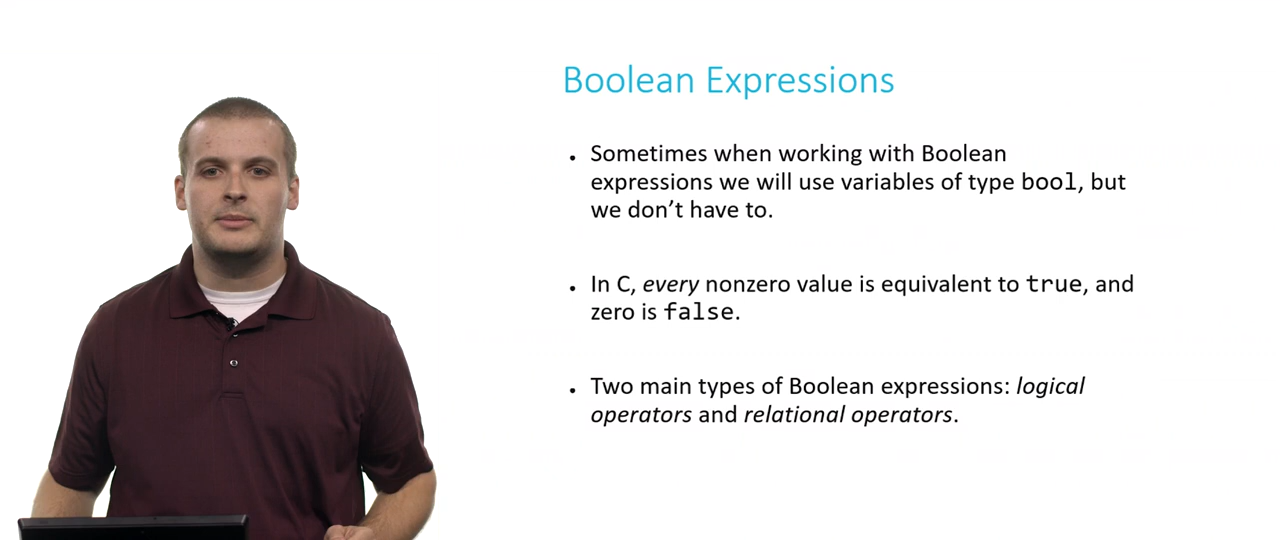 Boolean Expressions
• Sometimes when working with Boolean
expressions we will use variables of type bool, but
we don’t have to.
• In C, every nonzero value is equivalent to true, and
zero is false.
• Two main types of Boolean expressions: logical
operators and relational operators.